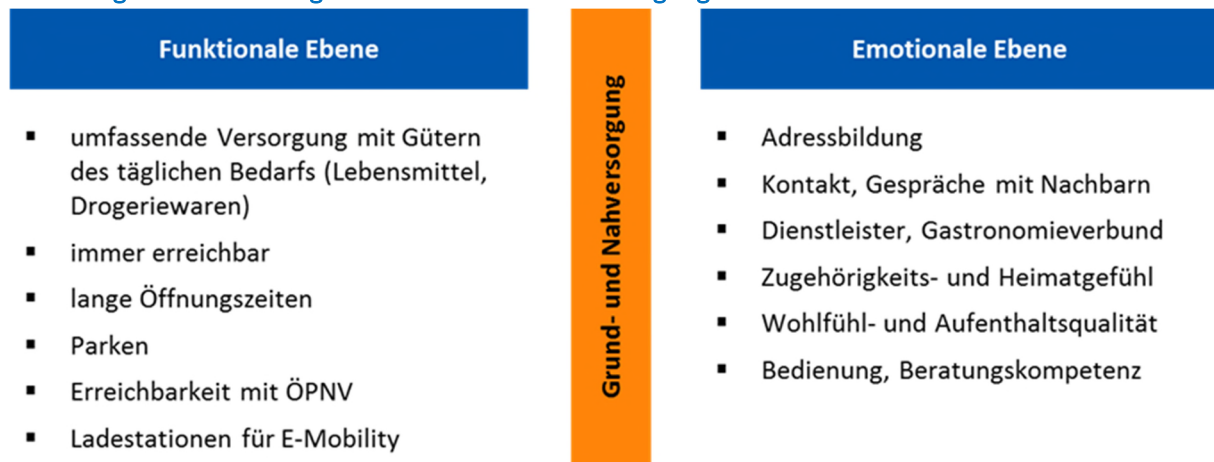 Funktionale Ebene
umfassende Versorgung mit Gütern
des täglichen Bedarfs (Lebensmittel,
Drogeriewaren)
immer erreichbar
lange Öffnungszeiten
Parken
Erreichbarkeit mit ÖPNV
Ladestationen für E-Mobility
Grund- und Nahversorgung
Emotionale Ebene
Adressbildung
Kontakt, Gespräche mit Nachbarn
Dienstleister, Gastronomieverbund
Zugehörigkeits- und Heimatgefühl
Wohlfühl- und Aufenthaltsqualität
Bedienung, Beratungskompetenz